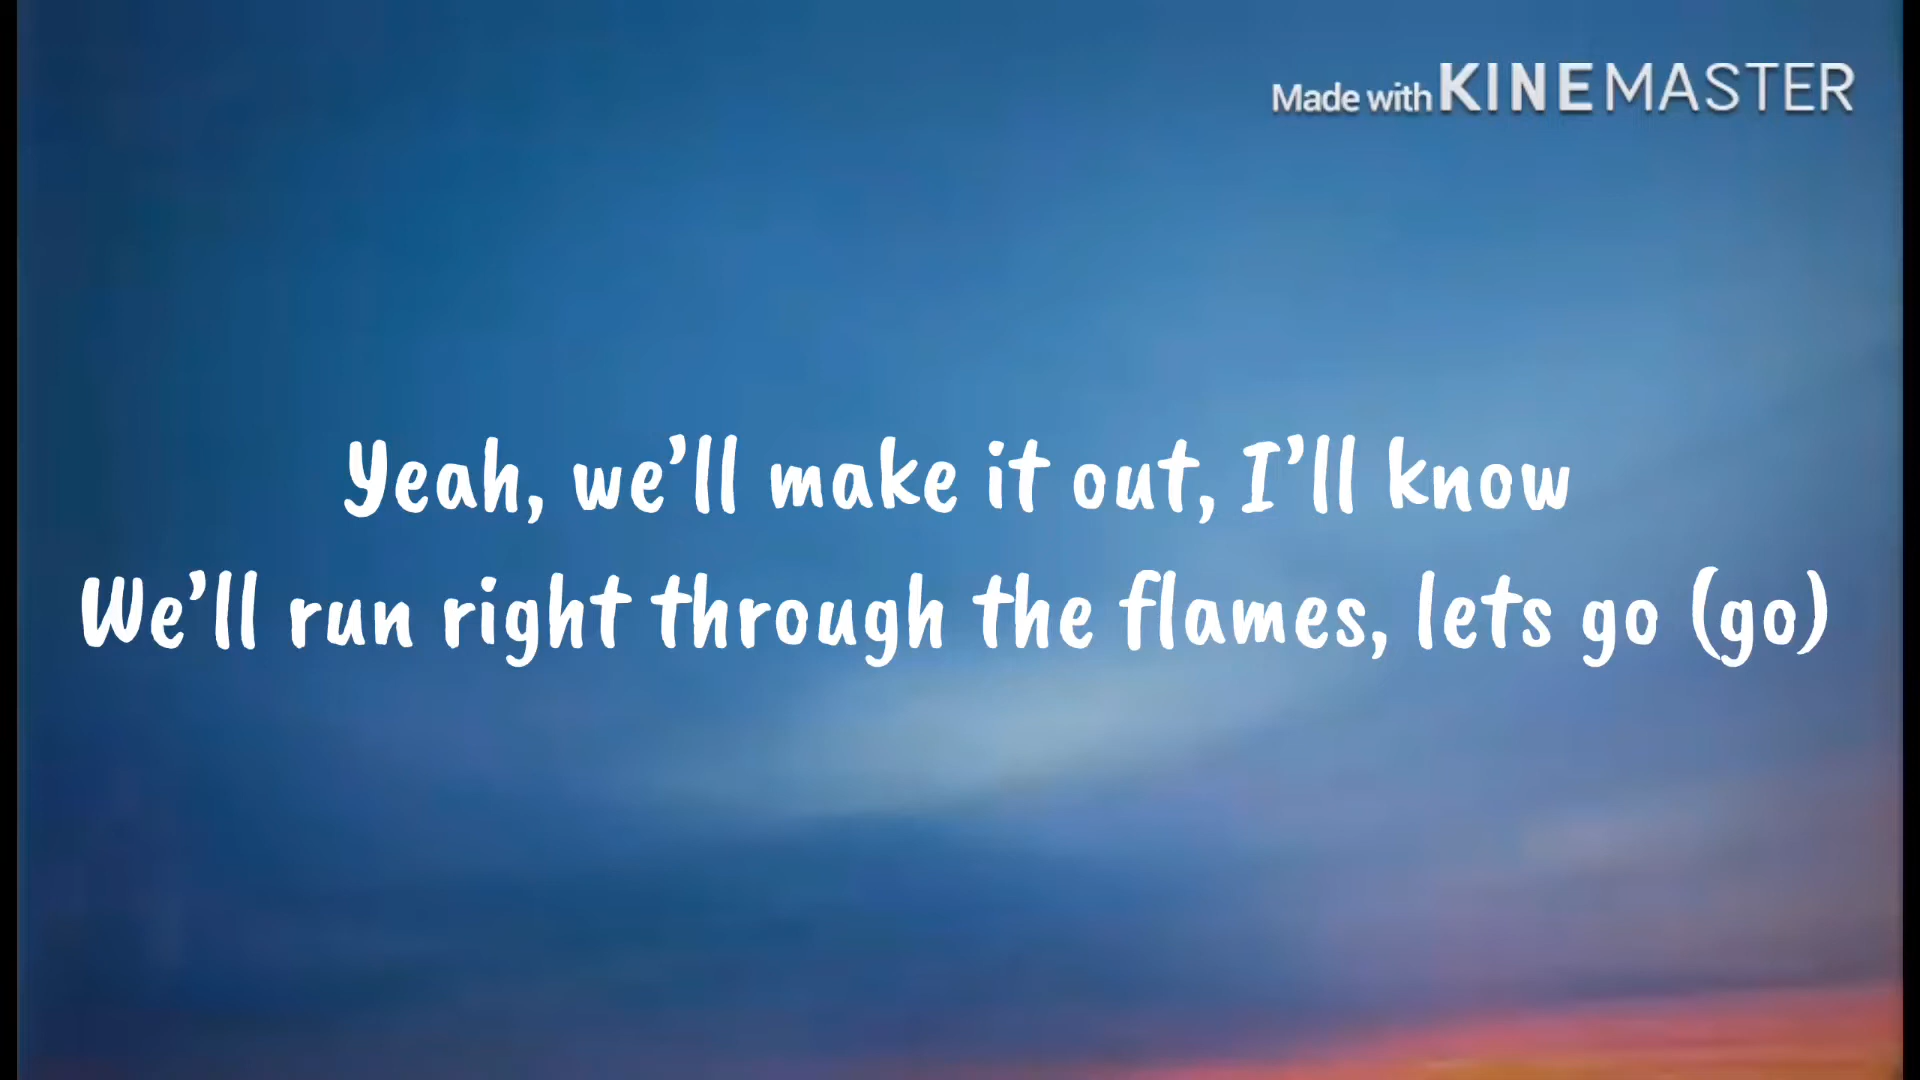 Made with KINEMASTER
Yeah, we’ll make it out, I’ll know
We’ll run right through the flames, lets go (go)